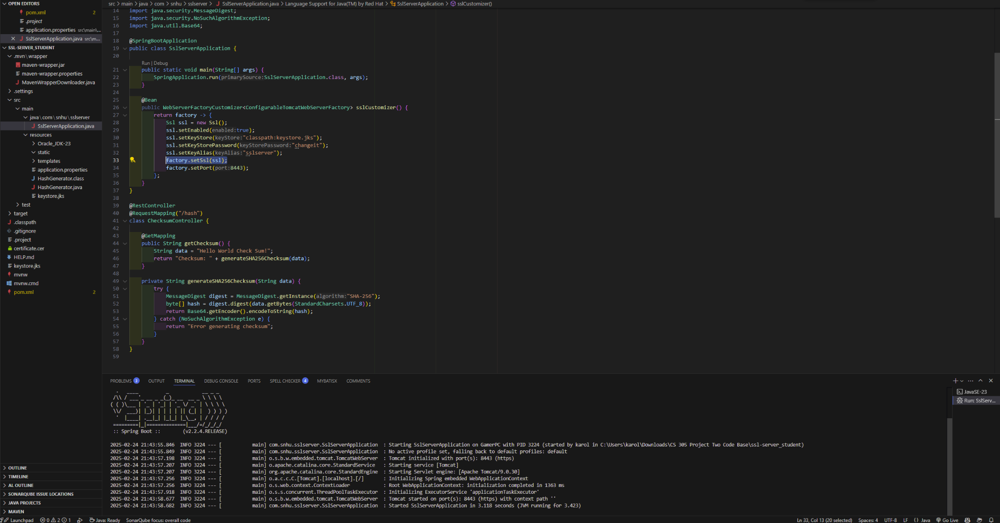 OPEN EDITORS
pom.xml 2
.project
application.properties src\main\...
SslServerApplication.java src\m...
SSL-SERVER_STUDENT
.mvn\wrapper
maven-wrapper.jar
maven-wrapper.properties
MavenWrapperDownloader.java
.settings
src
main
java\com\snhu\sslserver
SslServerApplication.java
resources
Oracle_JDK-23
static
templates
application.properties
HashGenerator.class
HashGenerator.java
keystore.jks
test
target
.classpath
.gitignore
.project
certificate.cer
HELP.md
keystore.jks
mvnw
mvnw.cmd
pom.xml 2
OUTLINE
TIMELINE
AL OUTLINE
SONARQUBE ISSUE LOCATIONS
JAVA PROJECTS
MAVEN
src > main > java > com > snhu > sslserver > SslServerApplication.java > Language Support for Java(TM) by Red Hat > SslServerApplication > sslCustomizer()
14 import java.security.MessageDigest;
15 import java.security.NoSuchAlgorithmException;
16 import java.util.Base64;
17
18 @SpringBootApplication
19 public class SslServerApplication {
20
Run | Debug
21 public static void main(String[] args) {
22 SpringApplication.run(primarySource:SslServerApplication.class, args);
23 }
24
25 @Bean
26 public WebServerFactoryCustomizer<ConfigurableTomcatWebServerFactory> sslCustomizer() {
27 return factory -> {
28 Ssl ssl = new Ssl();
29 ssl.setEnabled(enabled:true);
30 ssl.setKeyStore(keyStore:"classpath:keystore.jks");
31 ssl.setKeyStorePassword(keyStorePassword:"changeit");
32 ssl.setKeyAlias(keyAlias:"sslserver");
33 factory.setSsl(ssl);
34 factory.setPort(port:8443);
35 };
36 }
37 }
38
39 @RestController
40 @RequestMapping("/hash")
41 class ChecksumController {
42
43 @GetMapping
44 public String getChecksum() {
45 String data = "Hello World Check Sum!";
46 return "Checksum: " + generateSHA256Checksum(data);
47 }
48
49 private String generateSHA256Checksum(String data) {
50 try {
51 MessageDigest digest = MessageDigest.getInstance(algorithm:"SHA-256");
52 byte[] hash = digest.digest(data.getBytes(StandardCharsets.UTF_8));
53 return Base64.getEncoder().encodeToString(hash);
54 } catch (NoSuchAlgorithmException e) {
55 return "Error generating checksum";
56 }
57 }
58 }
59
PROBLEMS 3 OUTPUT TERMINAL DEBUG CONSOLE PORTS SPELL CHECKER 4 MYBATISX COMMENTS
JavaSE-23
Run: SslServ...
:: Spring Boot :: (v2.2.4.RELEASE)
2025-02-24 21:43:55.846 INFO 3224 --- [ main] com.snhu.sslserver.SslServerApplication : Starting SslServerApplication on GamerPC with PID 3224 (started by karol in C:\Users\karol\Downloads\CS 305 Project Two Code Base\ssl-server_student)
2025-02-24 21:43:55.849 INFO 3224 --- [ main] com.snhu.sslserver.SslServerApplication : No active profile set, falling back to default profiles: default
2025-02-24 21:43:57.198 INFO 3224 --- [ main] o.s.b.w.embedded.tomcat.TomcatWebServer : Tomcat initialized with port(s): 8443 (https)
2025-02-24 21:43:57.207 INFO 3224 --- [ main] o.apache.catalina.core.StandardService : Starting service [Tomcat]
2025-02-24 21:43:57.207 INFO 3224 --- [ main] org.apache.catalina.core.StandardEngine : Starting Servlet engine: [Apache Tomcat/9.0.30]
2025-02-24 21:43:57.256 INFO 3224 --- [ main] o.a.c.c.C.[Tomcat].[localhost].[/] : Initializing Spring embedded WebApplicationContext
2025-02-24 21:43:57.256 INFO 3224 --- [ main] o.s.web.context.ContextLoader : Root WebApplicationContext: initialization completed in 1363 ms
2025-02-24 21:43:57.918 INFO 3224 --- [ main] o.s.s.concurrent.ThreadPoolTaskExecutor : Initializing ExecutorService 'applicationTaskExecutor'
2025-02-24 21:43:58.677 INFO 3224 --- [ main] o.s.b.w.embedded.tomcat.TomcatWebServer : Tomcat started on port(s): 8443 (https) with context path ''
2025-02-24 21:43:58.682 INFO 3224 --- [ main] com.snhu.sslserver.SslServerApplication : Started SslServerApplication in 3.118 seconds (JVM running for 3.423)
Launchpad 0 2 1 Java: Ready SonarQube focus: overall code Ln 33, Col 13 (20 selected) Spaces: 4 UTF-8 LF {} Java Go Live